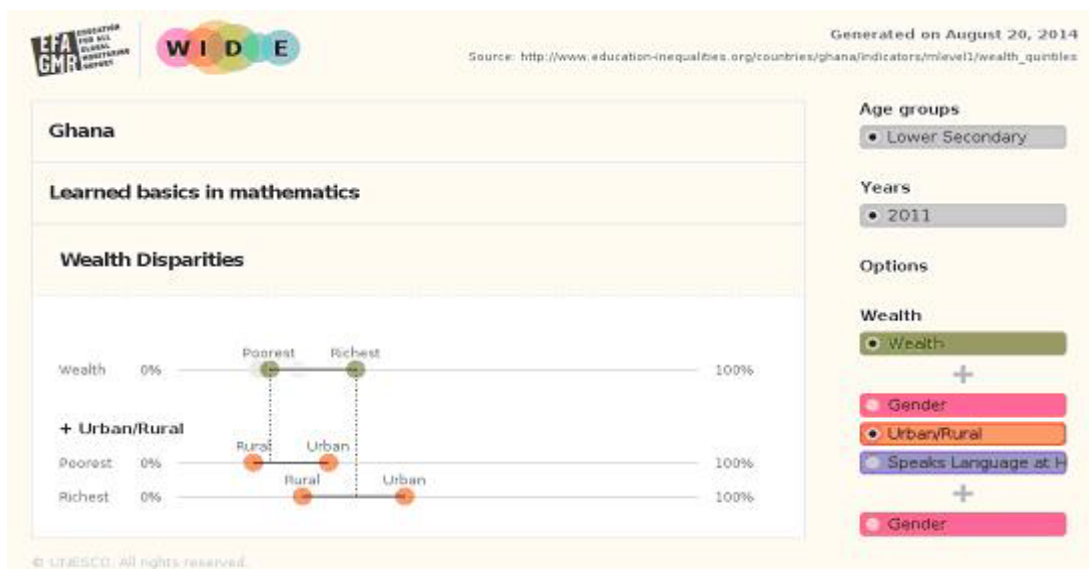 EFA GMR EDUCATION FOR ALL GLOBAL MONITORING REPORT
W I D E
Generated on August 20, 2014
Source: http://www.education-inequalities.org/countries/ghana/indicators/mlevel1/wealth_quintiles
Ghana
Learned basics in mathematics
Wealth Disparities
Poorest Richest
Wealth 0% 100%
+ Urban/Rural
Rural Urban
Poorest 0% 100%
Rural Urban
Richest 0% 100%
© UNESCO. All rights reserved.
Age groups
Lower Secondary
Years
2011
Options
Wealth
Wealth
+
Gender
Urban/Rural
Speaks Language at H
+
Gender